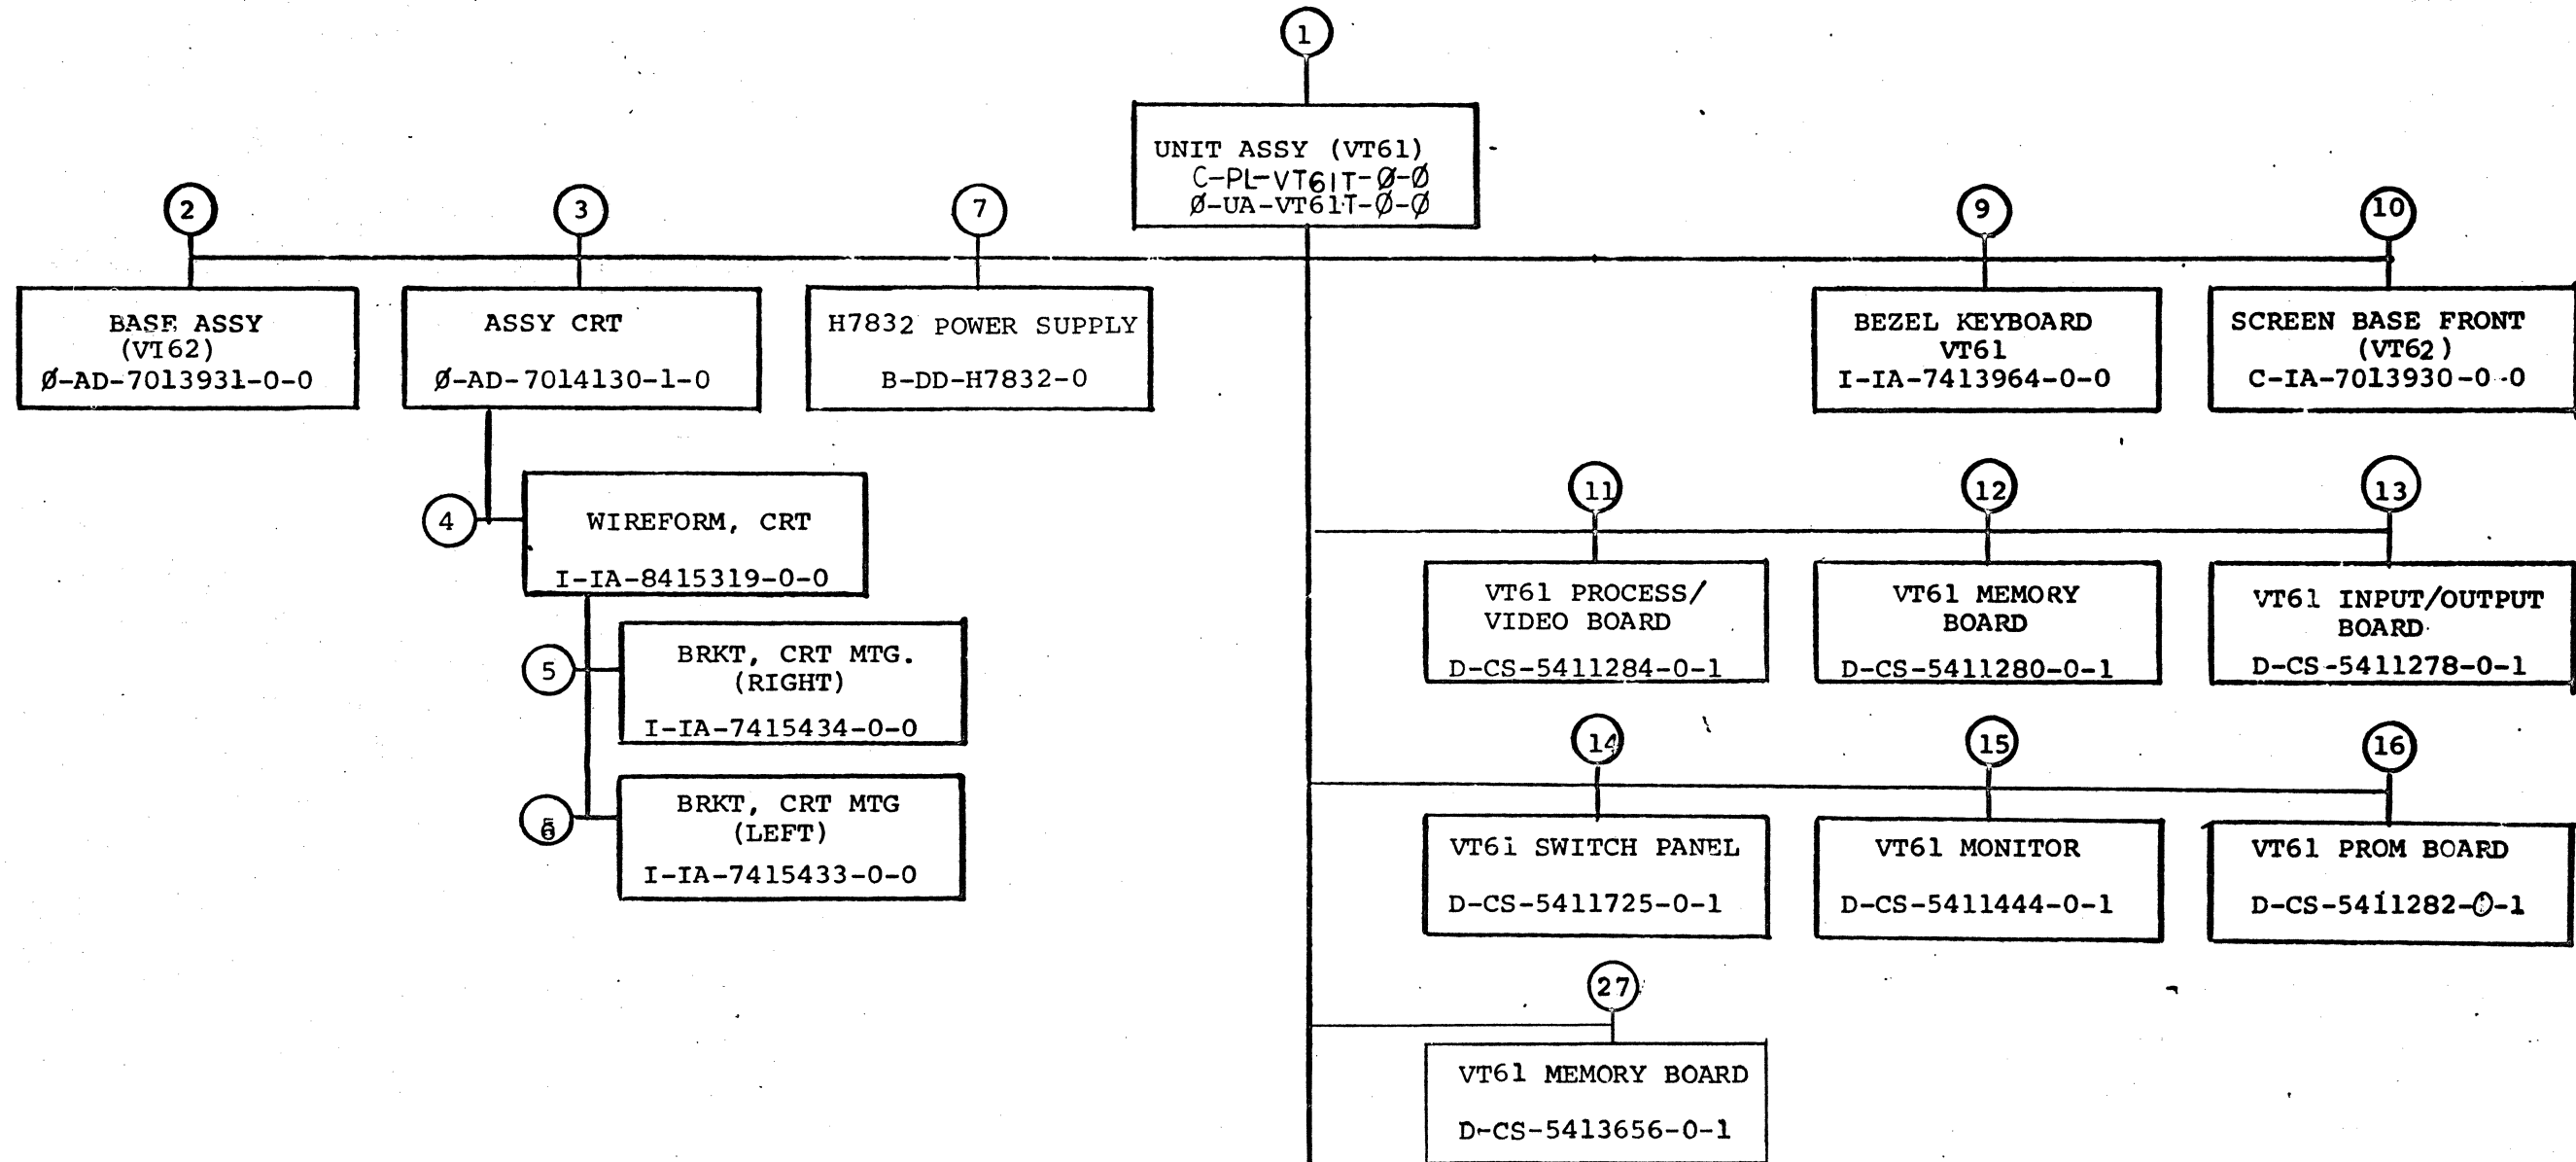 1
UNIT ASSY (VT61)
C-PL-VT61T-Ø-Ø
Ø-UA-VT61T-Ø-Ø
2
3
7
9
10
BASE ASSY
(VT62)
Ø-AD-7013931-0-0
ASSY CRT
Ø-AD-7014130-1-0
H7832 POWER SUPPLY
B-DD-H7832-0
BEZEL KEYBOARD
VT61
I-IA-7413964-0-0
SCREEN BASE FRONT
(VT62)
C-IA-7013930-0-0
4
WIREFORM, CRT
I-IA-8415319-0-0
5
BRKT, CRT MTG.
(RIGHT)
I-IA-7415434-0-0
6
BRKT, CRT MTG
(LEFT)
I-IA-7415433-0-0
11
12
13
VT61 PROCESS/
VIDEO BOARD
D-CS-5411284-0-1
VT61 MEMORY
BOARD
D-CS-5411280-0-1
VT61 INPUT/OUTPUT
BOARD
D-CS-5411278-0-1
14
15
16
VT61 SWITCH PANEL
D-CS-5411725-0-1
VT61 MONITOR
D-CS-5411444-0-1
VT61 PROM BOARD
D-CS-5411282-0-1
27
VT61 MEMORY BOARD
D-CS-5413656-0-1